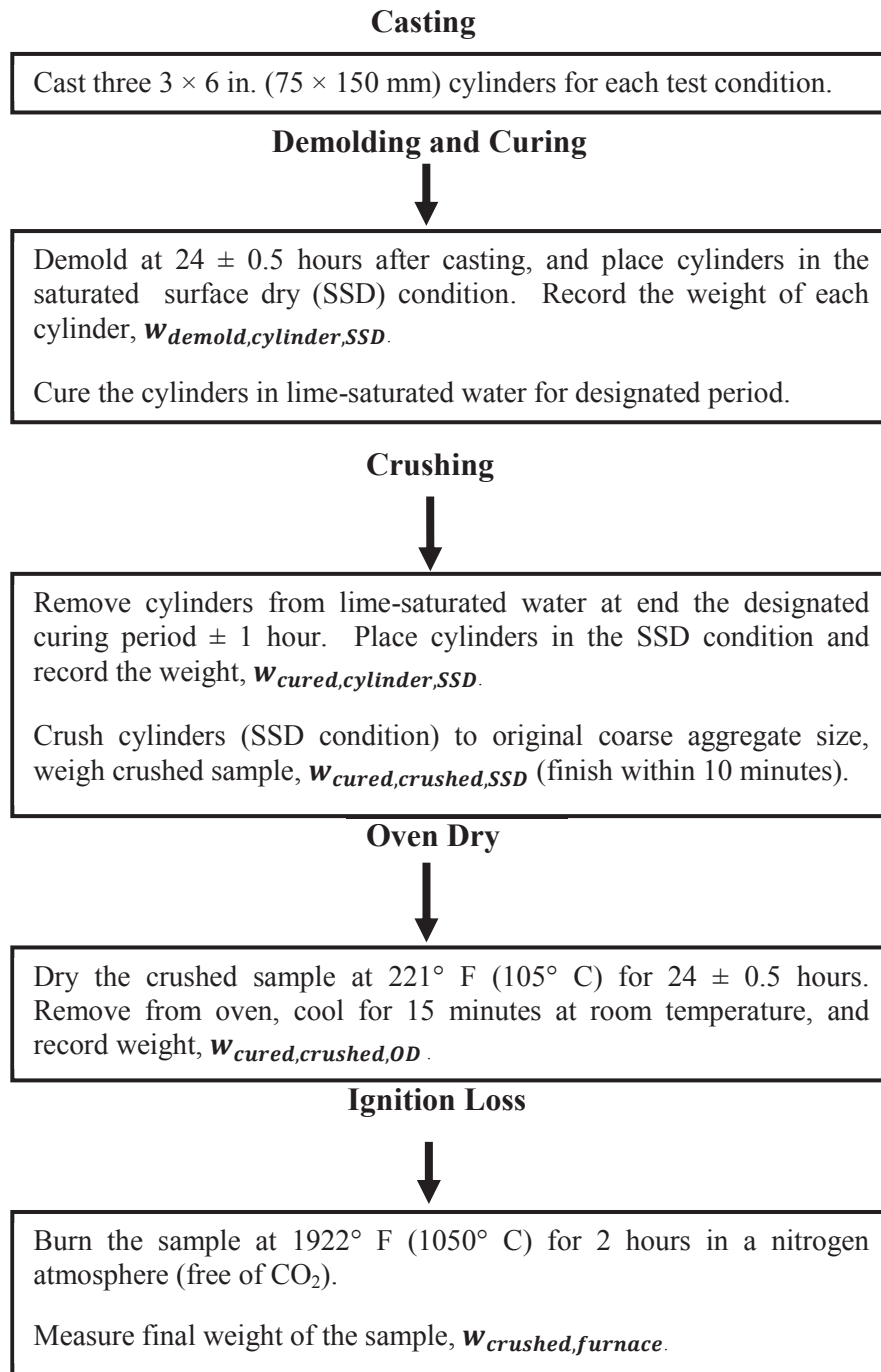 Casting
Cast three 3 × 6 in. (75 × 150 mm) cylinders for each test condition.
Demolding and Curing
Demold at 24 ± 0.5 hours after casting, and place cylinders in the
saturated surface dry (SSD) condition. Record the weight of each
cylinder, w_demold,cylinder,SSD.
Cure the cylinders in lime-saturated water for designated period.
Crushing
Remove cylinders from lime-saturated water at end the designated
curing period ± 1 hour. Place cylinders in the SSD condition and
record the weight, w_cured,cylinder,SSD.
Crush cylinders (SSD condition) to original coarse aggregate size,
weigh crushed sample, w_cured,crushed,SSD (finish within 10 minutes).
Oven Dry
Dry the crushed sample at 221° F (105° C) for 24 ± 0.5 hours.
Remove from oven, cool for 15 minutes at room temperature, and
record weight, w_cured,crushed,OD .
Ignition Loss
Burn the sample at 1922° F (1050° C) for 2 hours in a nitrogen
atmosphere (free of CO₂).
Measure final weight of the sample, w_crushed,furnace.